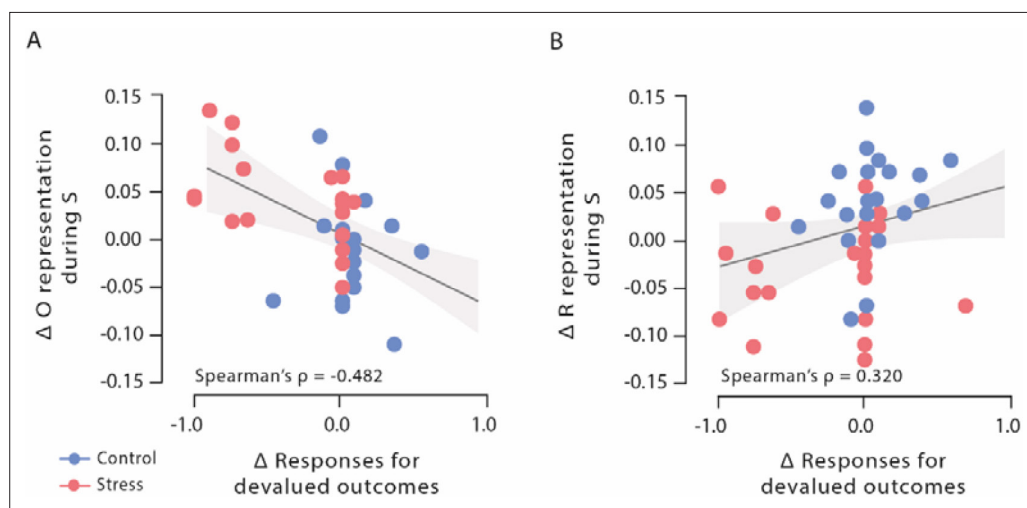 A
Δ O representation
during S
0.15
0.10
0.05
0.00
-0.05
-0.10
-0.15
Spearman's ρ = -0.482
-1.0
0.0
1.0
Δ Responses for
devalued outcomes
Control
Stress
B
Δ R representation
during S
0.15
0.10
0.05
0.00
-0.05
-0.10
-0.15
Spearman's ρ = 0.320
-1.0
0.0
1.0
Δ Responses for
devalued outcomes